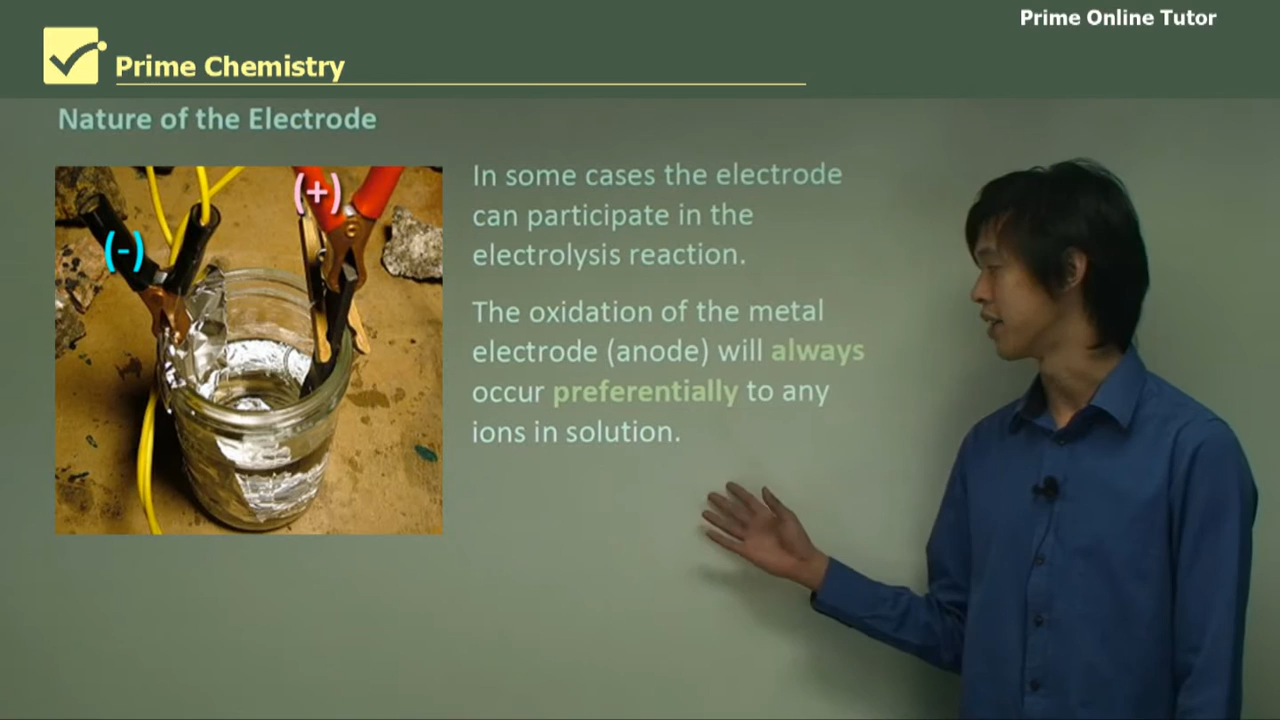 Prime Online Tutor
Prime Chemistry
Nature of the Electrode
(+)
(-)
In some cases the electrode
can participate in the
electrolysis reaction.
The oxidation of the metal
electrode (anode) will always
occur preferentially to any
ions in solution.